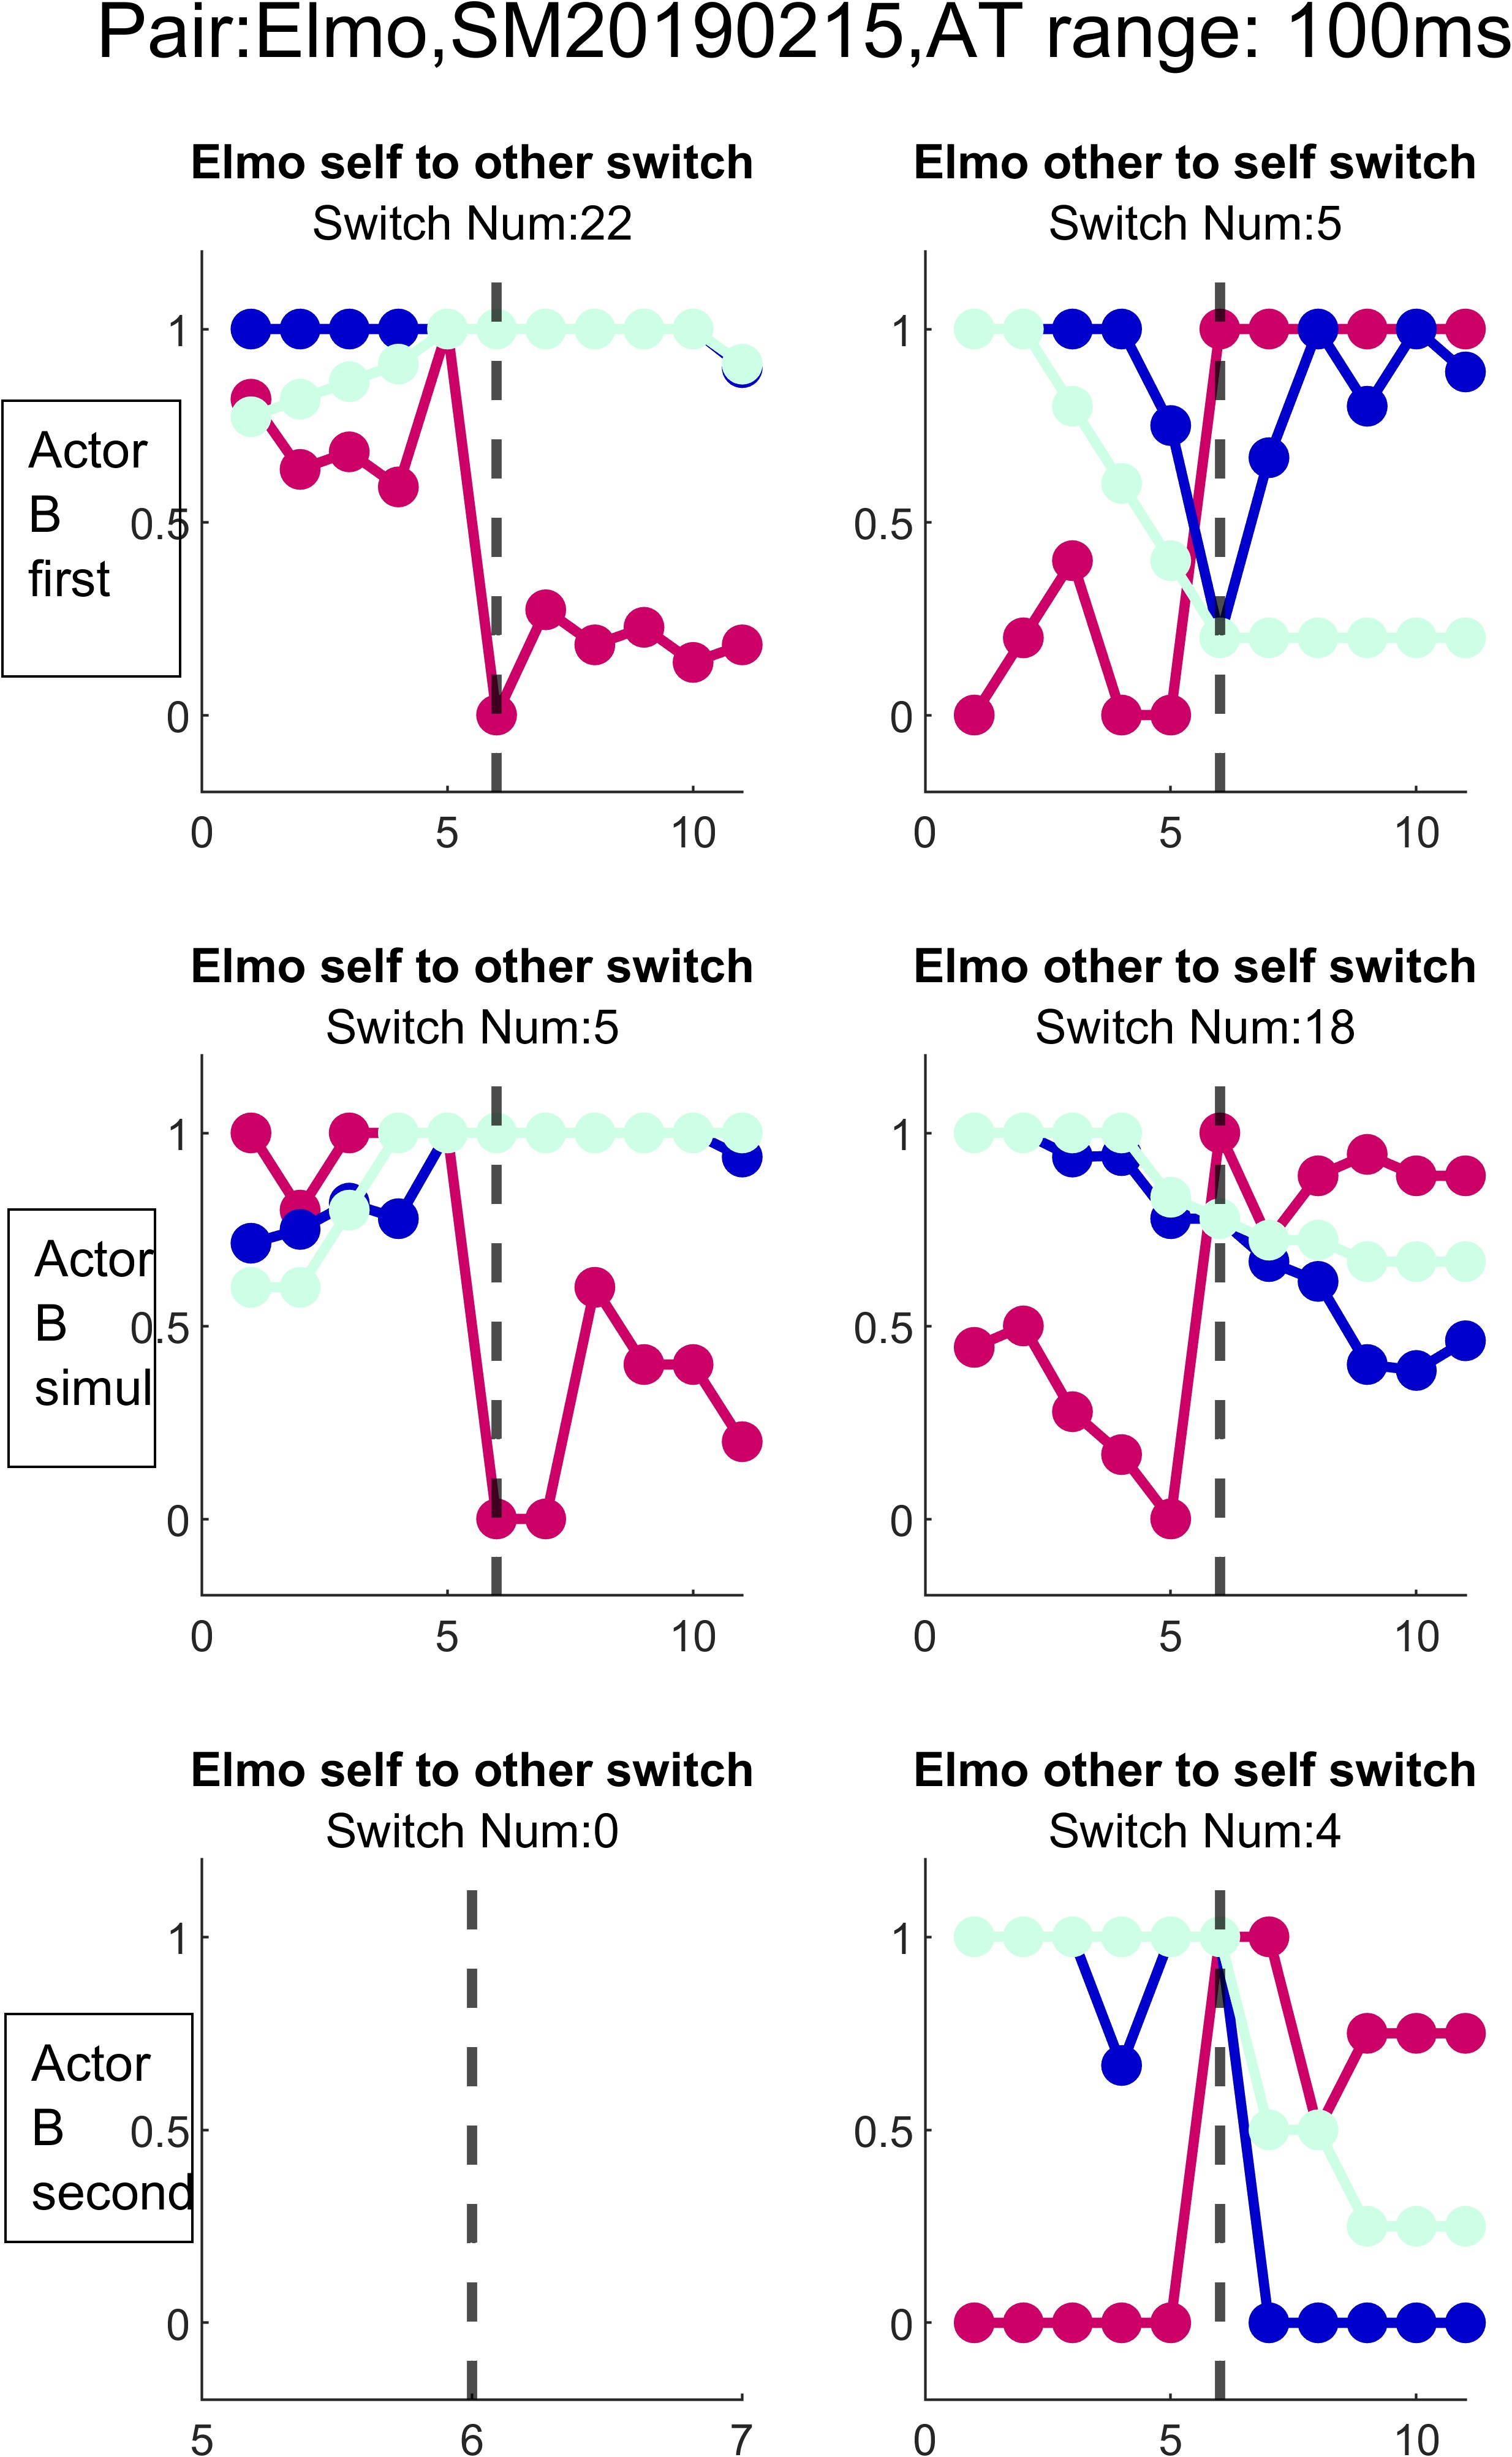 Pair:Elmo,SM20190215,AT range: 100ms
Elmo self to other switch
Switch Num:22
Elmo other to self switch
Switch Num:5
Actor
B
first
1
0.5
0
0
5
10
1
0.5
0
0
5
10
Elmo self to other switch
Switch Num:5
Elmo other to self switch
Switch Num:18
Actor
B
simul
1
0.5
0
0
5
10
1
0.5
0
0
5
10
Elmo self to other switch
Switch Num:0
Elmo other to self switch
Switch Num:4
Actor
B
second
1
0.5
0
5
6
7
1
0.5
0
0
5
10